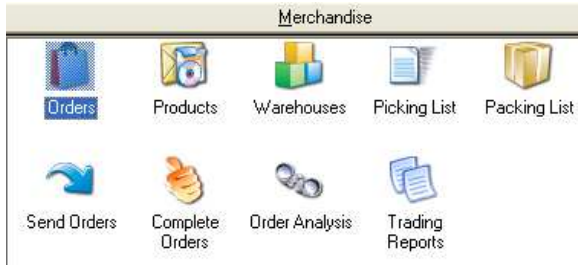 Merchandise
Orders Products Warehouses Picking List Packing List
Send Orders Complete Orders Order Analysis Trading Reports